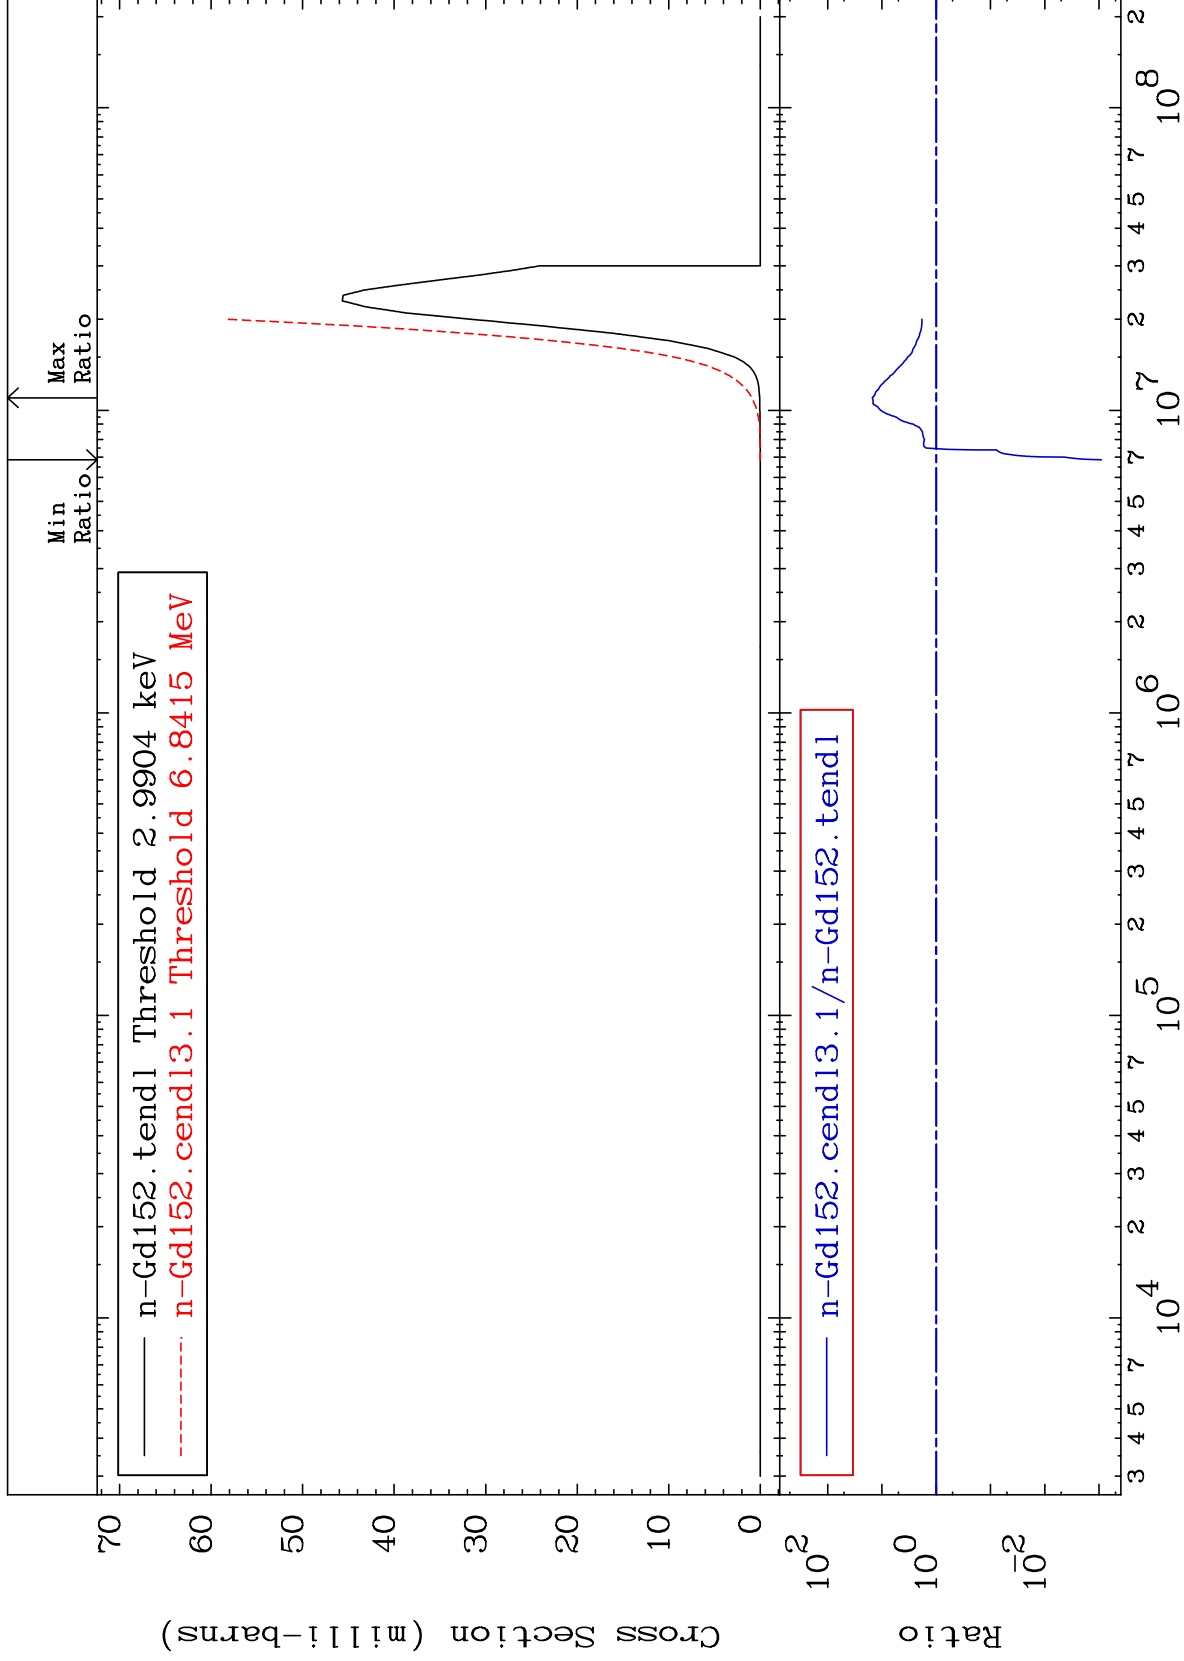 Min
Ratio
Max
Ratio
n-Gd152.tendl Threshold 2.9904 keV
n-Gd152.cendl3.1 Threshold 6.8415 MeV
70
60
50
40
30
20
10
0
Cross Section (milli-barns)
n-Gd152.cendl3.1/n-Gd152.tendl
10^2
10^0
10^-2
Ratio
3 4 5 7 2 3 4 5 7 2 3 4 5 7 2 3 4 5 7 2 3 4 5 7 2
10^4 10^5 10^6 10^7 10^8